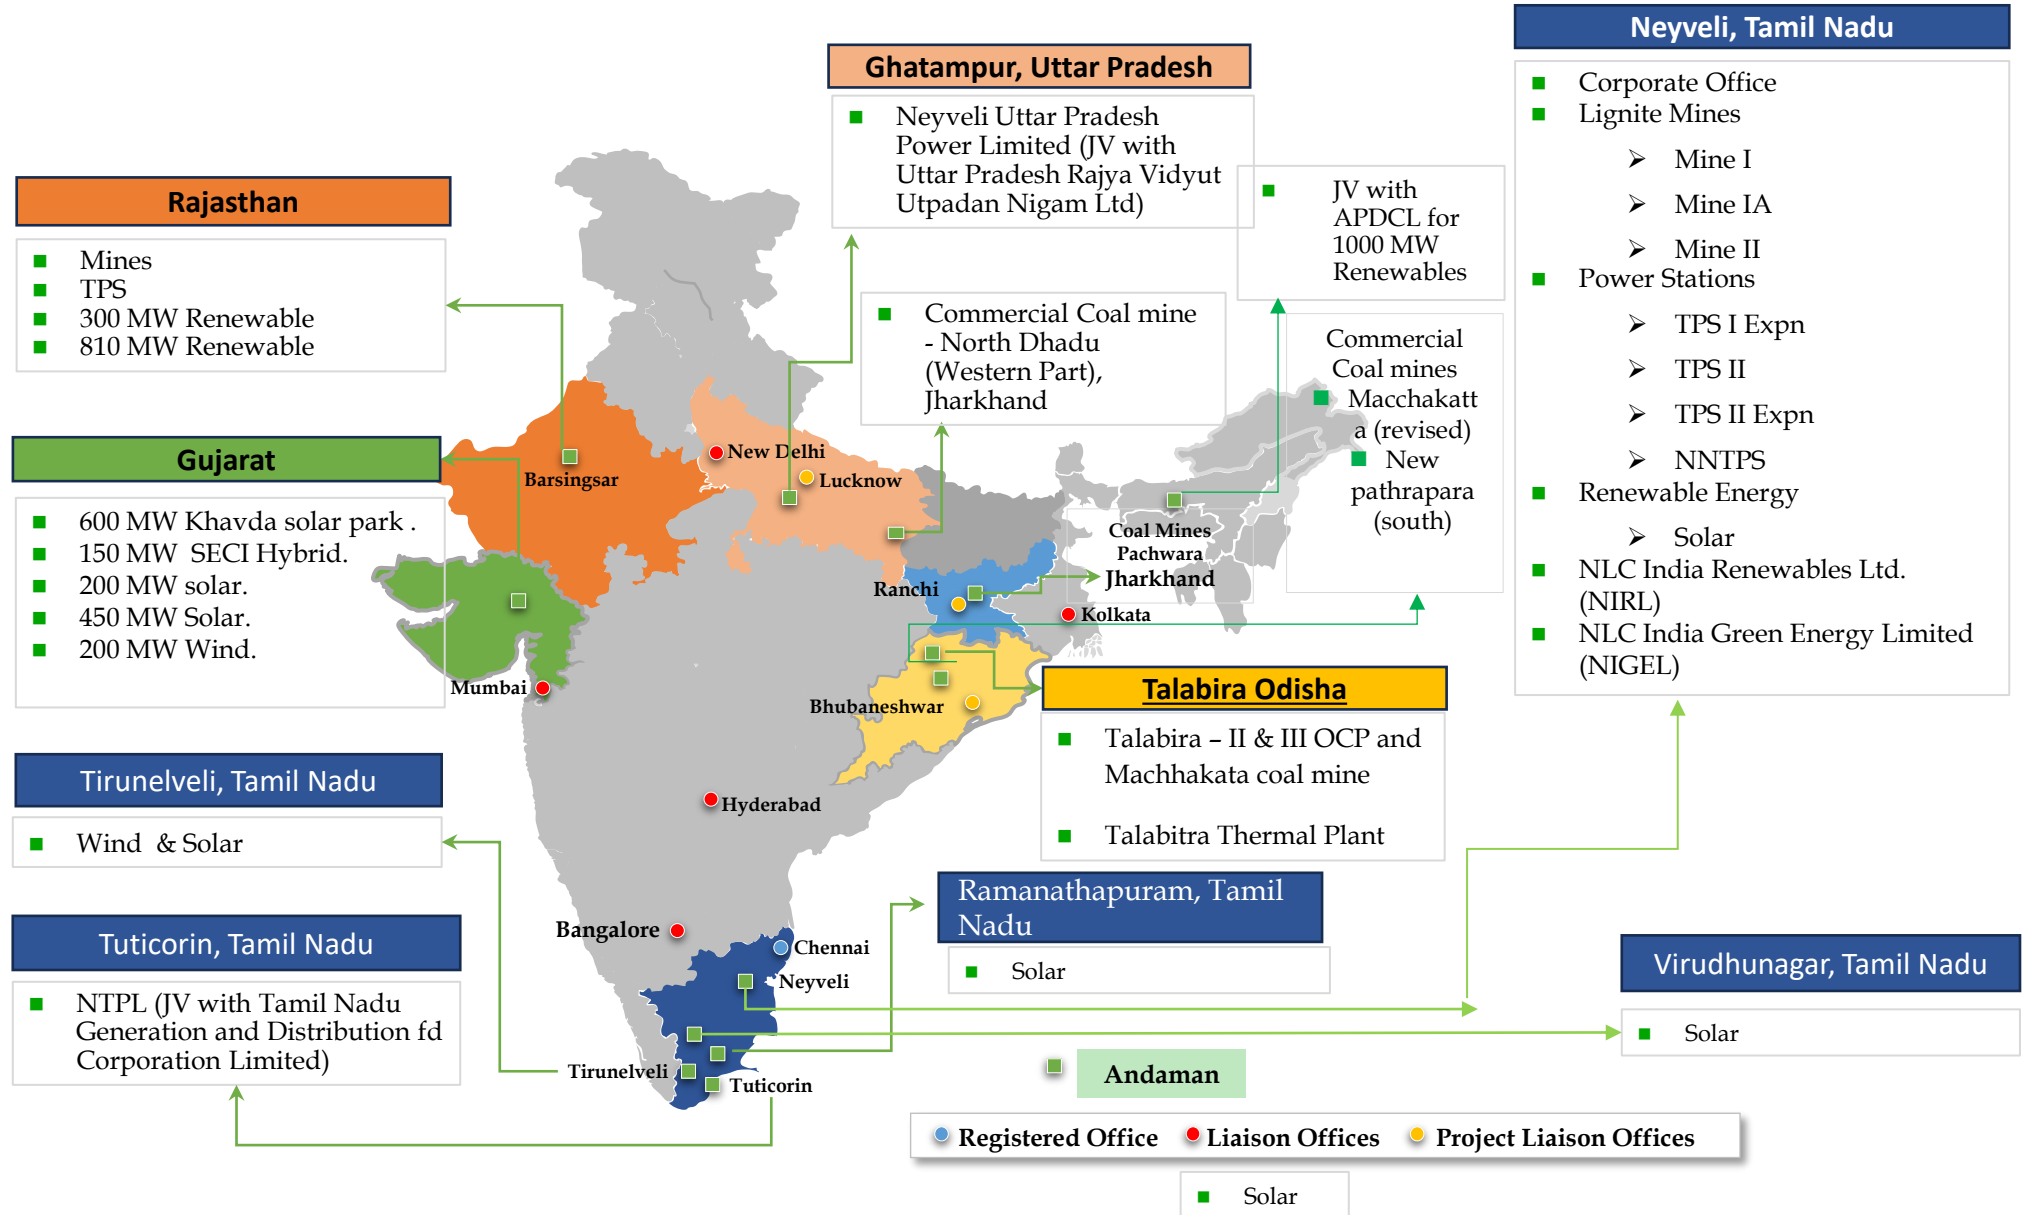 Neyveli, Tamil Nadu
Corporate Office
Lignite Mines
Mine I
Mine IA
Mine II
Power Stations
TPS I Expn
TPS II
TPS II Expn
NNTPS
Renewable Energy
Solar
NLC India Renewables Ltd.
(NIRL)
NLC India Green Energy Limited
(NIGEL)
Ghatampur, Uttar Pradesh
Neyveli Uttar Pradesh
Power Limited (JV with
Uttar Pradesh Rajya Vidyut
Utpadan Nigam Ltd)
JV with
APDCL for
1000 MW
Renewables
Rajasthan
Mines
TPS
300 MW Renewable
810 MW Renewable
Commercial Coal mine
- North Dhadu
(Western Part),
Jharkhand
Commercial
Coal mines
Macchakatt
a (revised)
New
pathrapara
(south)
Gujarat
600 MW Khavda solar park .
150 MW SECI Hybrid.
200 MW solar.
450 MW Solar.
200 MW Wind.
New Delhi
Barsingsar
Lucknow
Coal Mines
Pachwara
Jharkhand
Ranchi
Kolkata
Mumbai
Bhubaneshwar
Talabira Odisha
Talabira – II & III OCP and
Machhakata coal mine
Talabitra Thermal Plant
Hyderabad
Tirunelveli, Tamil Nadu
Wind & Solar
Ramanathapuram, Tamil
Nadu
Solar
Tuticorin, Tamil Nadu
NTPL (JV with Tamil Nadu
Generation and Distribution fd
Corporation Limited)
Bangalore
Chennai
Neyveli
Virudhunagar, Tamil Nadu
Solar
Tirunelveli
Tuticorin
Andaman
Registered Office
Liaison Offices
Project Liaison Offices
Solar